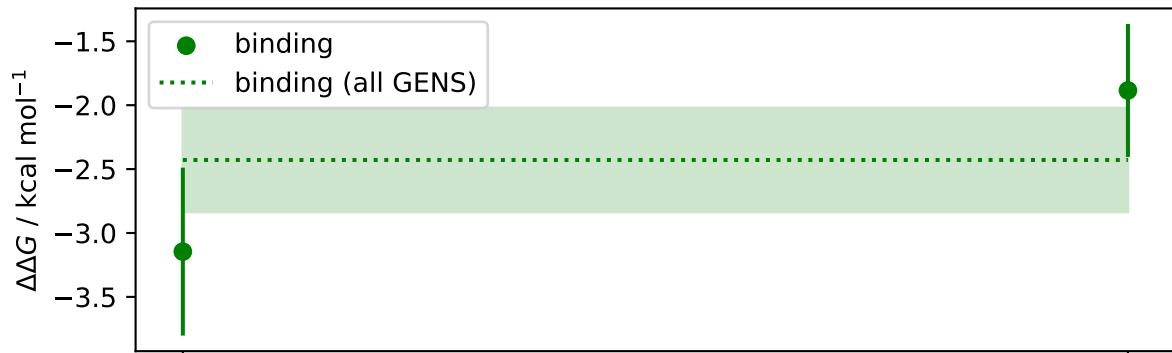 −1.5
−2.0
−2.5
−3.0
−3.5
ΔΔG / kcal mol⁻¹
binding
binding (all GENS)